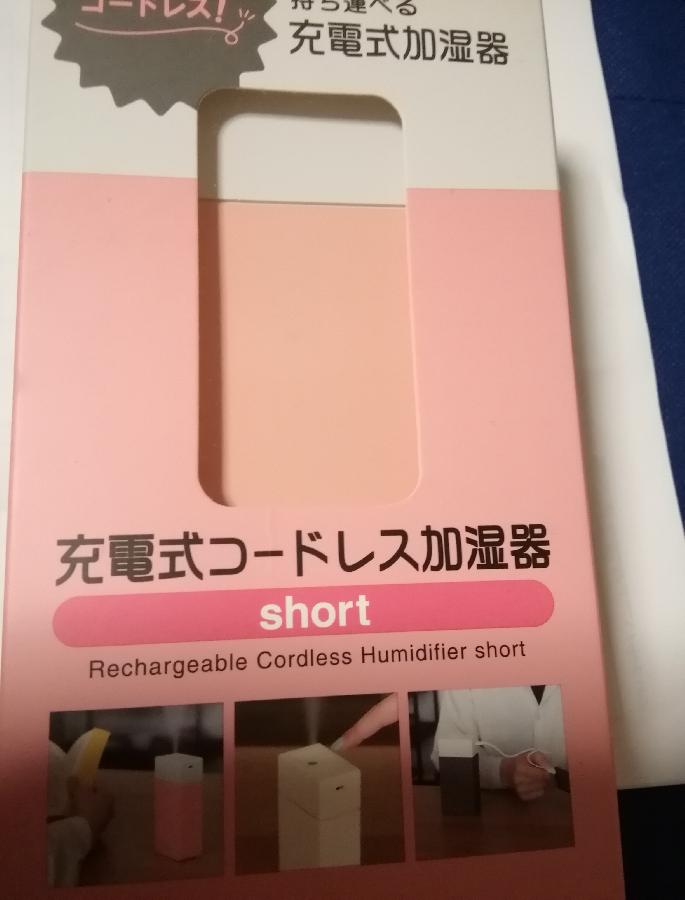 コードレス!
持ち運べる
充電式加湿器
充電式コードレス加湿器
short
Rechargeable Cordless Humidifier short